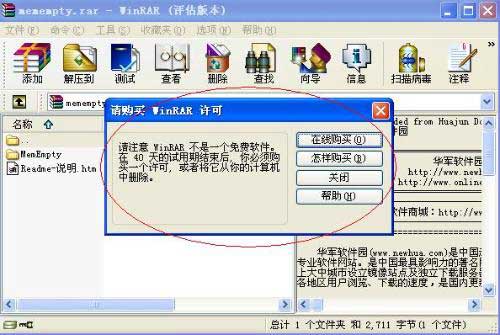 memempty.rar - WinRAR (评估版本)
文件(F) 命令(C) 工具(S) 收藏夹(O) 选项(N) 帮助(H)
添加 解压到 测试 查看 删除 查找 向导 信息 扫描病毒 注释
名称
..
MemEmpty
Readme-说明.htm
请购买 WinRAR 许可
请注意 WinRAR 不是一个免费软件。
在 40 天的试用期结束后，你必须购
买一个许可，或者将它从你的计算机
中删除。
在线购买(O)
怎样购买(R)
关闭
帮助(H)
ded from Huajun Do
件园
华军软件园
http://www.newh
http://www.onlin
软件商城：http://ww
华军软件园(www.newhua.com)是中
专业软件网站。是中国最具影响力的著名
上大中城市设立镜像站点及独立下载服务
各地区用户浏览、下载的速度，是国内更
总计 1 个文件夹 和 2,711 字节(1 个文件)